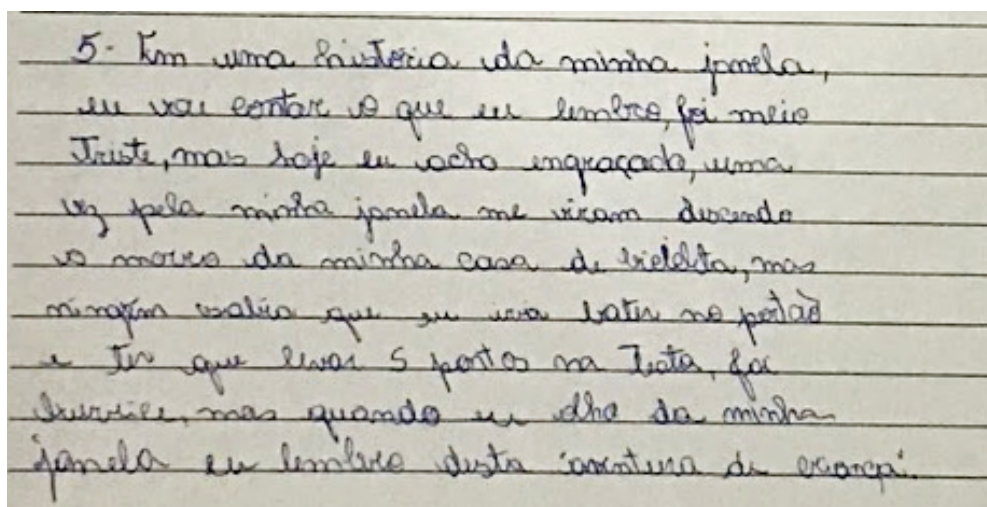 5- Em uma história da minha janela,
eu vou contar o que eu lembro, foi meio
Triste, mas hoje eu acho engraçado, uma
vez pela minha janela me viram descendo
o morro da minha casa de bicicleta, mas
ninguém sabia que eu iria bater no portão
e ter que levar 5 pontos na Testa, foi
burrice, mas quando eu olho da minha
janela eu lembro desta "aventura de criança".